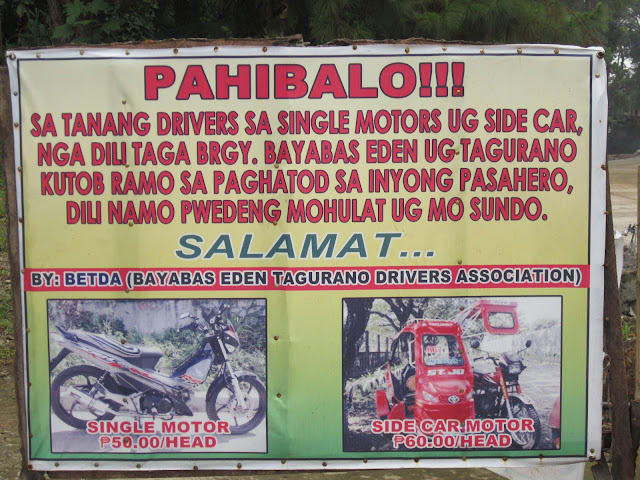 PAHIBALO!!!
SA TANANG DRIVERS SA SINGLE MOTORS UG SIDE CAR,
NGA DILI TAGA BRGY. BAYABAS EDEN UG TAGURANO
KUTOB RAMO SA PAGHATOD SA INYONG PASAHERO,
DILI NAMO PWEDENG MOHULAT UG MO SUNDO.
SALAMAT...
BY: BETDA (BAYABAS EDEN TAGURANO DRIVERS ASSOCIATION)
ST. JO
SINGLE MOTOR
₱50.00/HEAD
SIDE CAR MOTOR
₱60.00/HEAD